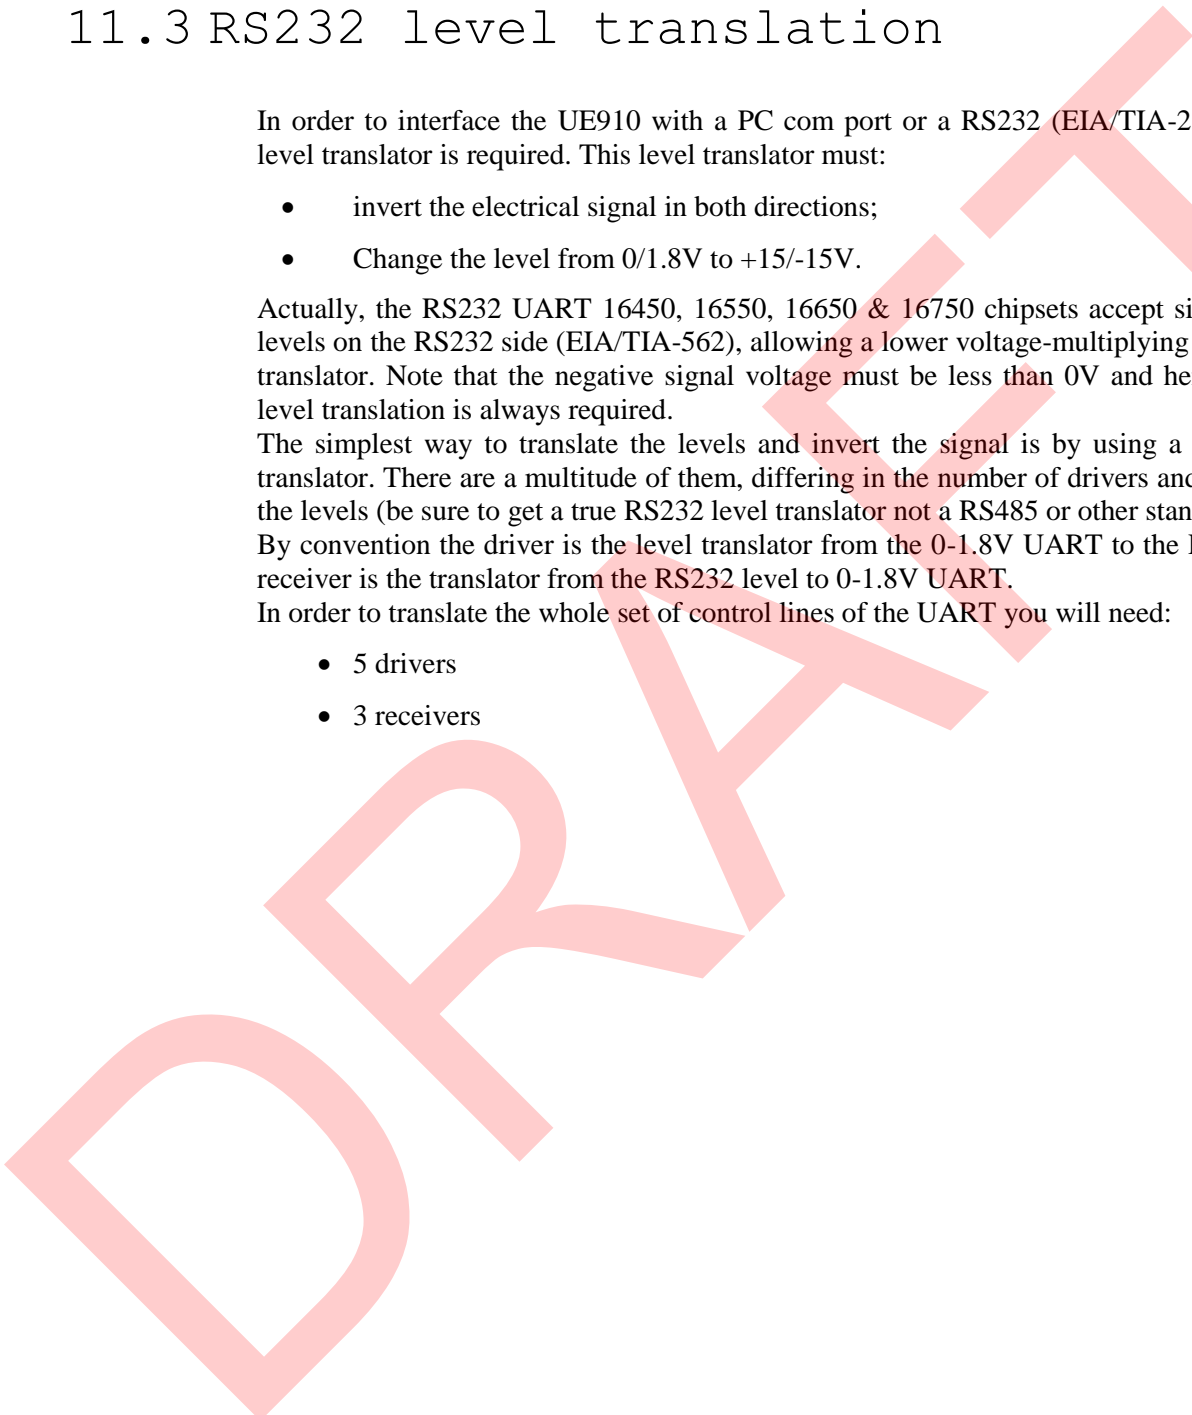 11.3 RS232 level translation
In order to interface the UE910 with a PC com port or a RS232 (EIA/TIA-2
level translator is required. This level translator must:
• invert the electrical signal in both directions;
• Change the level from 0/1.8V to +15/-15V.
Actually, the RS232 UART 16450, 16550, 16650 & 16750 chipsets accept si
levels on the RS232 side (EIA/TIA-562), allowing a lower voltage-multiplying
translator. Note that the negative signal voltage must be less than 0V and he
level translation is always required.
The simplest way to translate the levels and invert the signal is by using a
translator. There are a multitude of them, differing in the number of drivers and
the levels (be sure to get a true RS232 level translator not a RS485 or other stan
By convention the driver is the level translator from the 0-1.8V UART to the
receiver is the translator from the RS232 level to 0-1.8V UART.
In order to translate the whole set of control lines of the UART you will need:
• 5 drivers
• 3 receivers
DRAFT